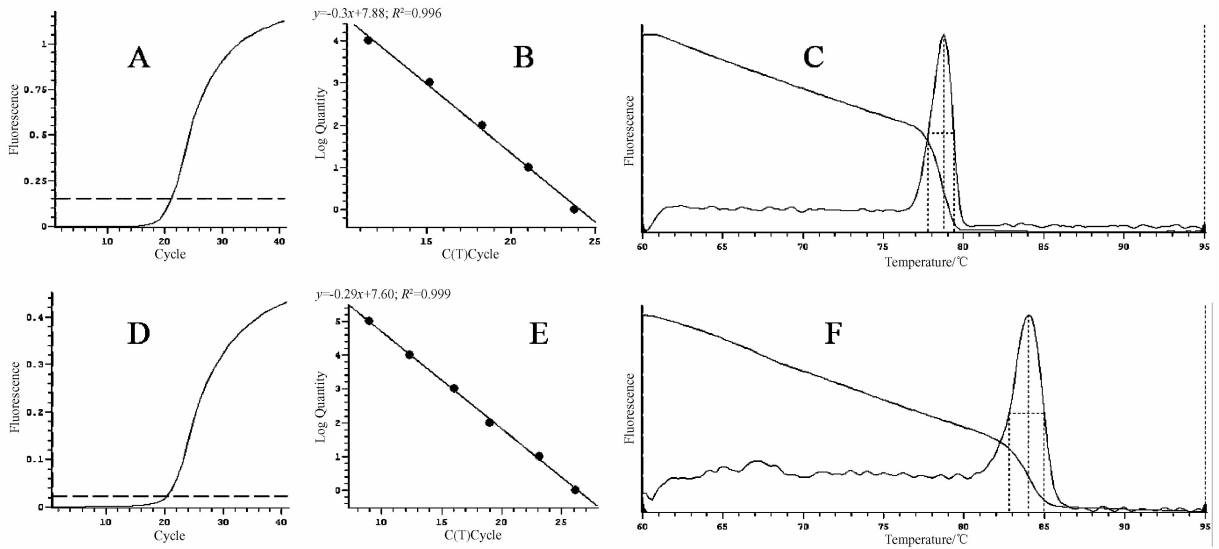 y=-0.3x+7.88; R²=0.996
A
B
C
Fluorescence
1
0.75
0.5
0.25
0
10 20 30 40
Cycle
Log Quantity
4
3
2
1
0
15 20 25
C(T)Cycle
Fluorescence
60 65 70 75 80 85 90 95
Temperature/℃
y=-0.29x+7.60; R²=0.999
D
E
F
Fluorescence
0.4
0.3
0.2
0.1
0
10 20 30 40
Cycle
Log Quantity
5
4
3
2
1
0
10 15 20 25
C(T)Cycle
Fluorescence
60 65 70 75 80 85 90 95
Temperature/℃